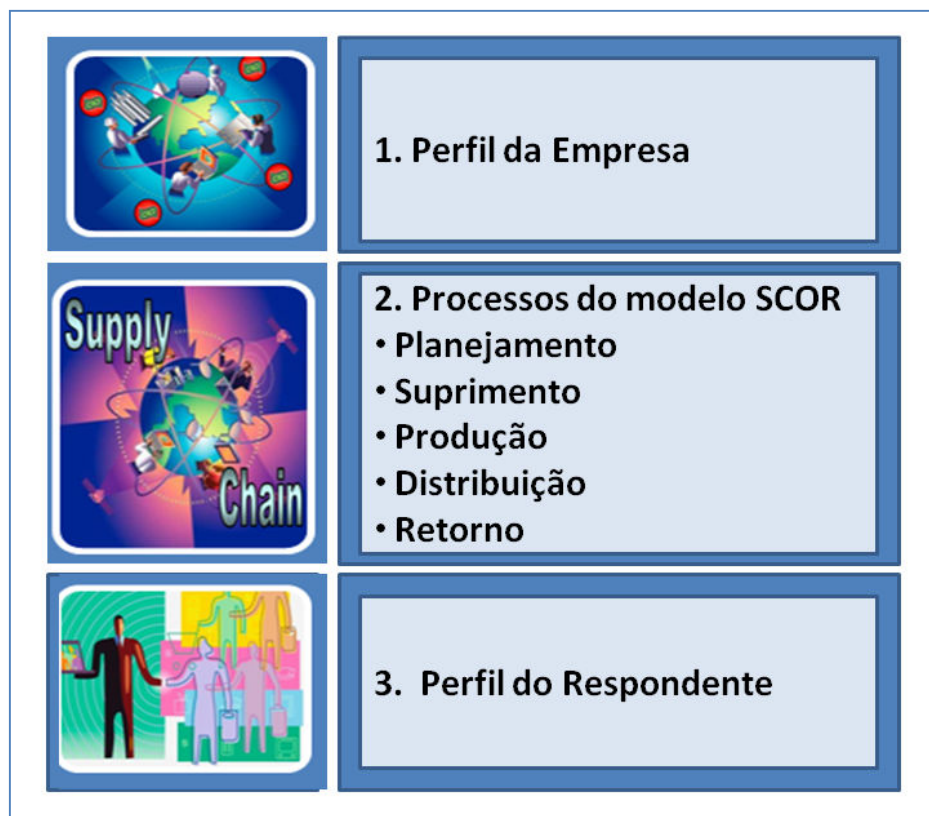 1. Perfil da Empresa
Supply
Chain
2. Processos do modelo SCOR
• Planejamento
• Suprimento
• Produção
• Distribuição
• Retorno
3. Perfil do Respondente